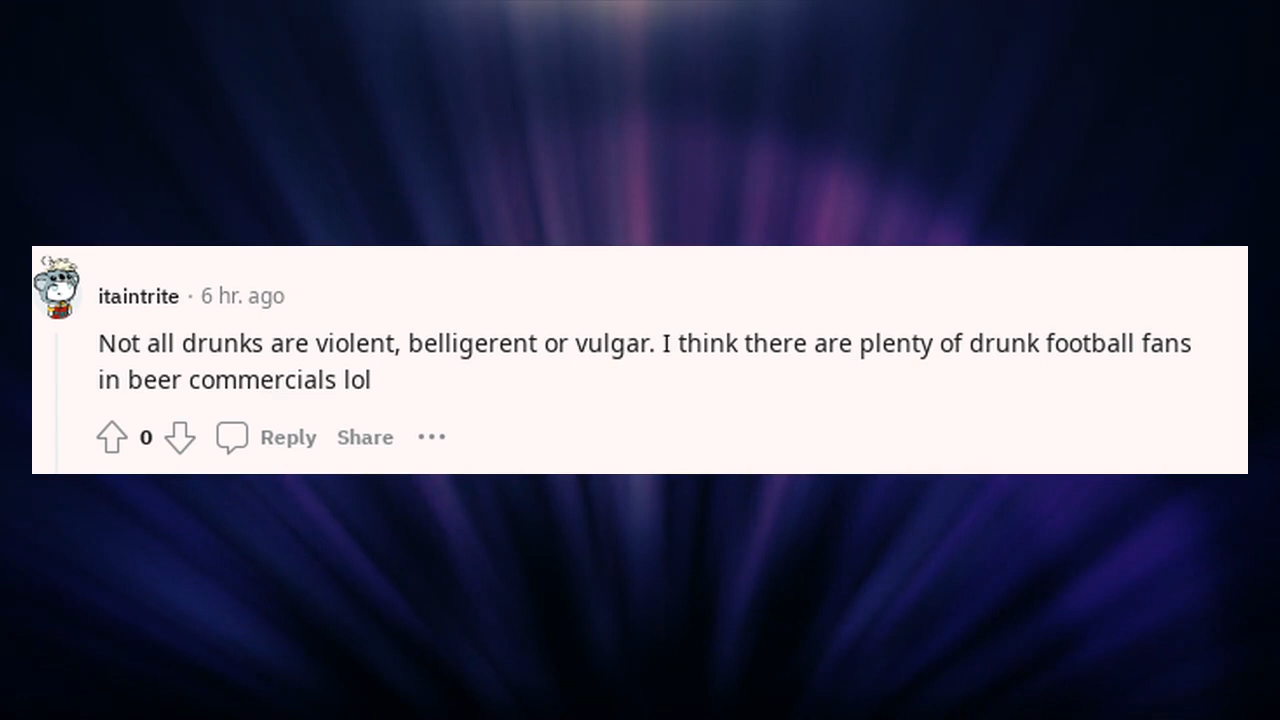 itaintrite · 6 hr. ago
Not all drunks are violent, belligerent or vulgar. I think there are plenty of drunk football fans
in beer commercials lol
0 Reply Share •••